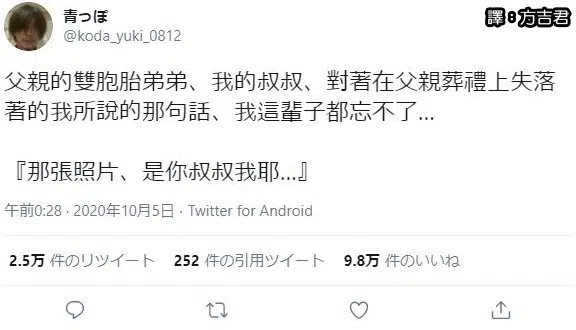 青っぽ
譯8方吉君
@koda_yuki_0812
父親的雙胞胎弟弟、我的叔叔、對著在父親葬禮上失落
著的我所說的那句話、我這輩子都忘不了...
『那張照片、是你叔叔我耶...』
午前0:28 · 2020年10月5日 · Twitter for Android
2.5万 件のリツイート 252 件の引用ツイート 9.8万 件のいいね